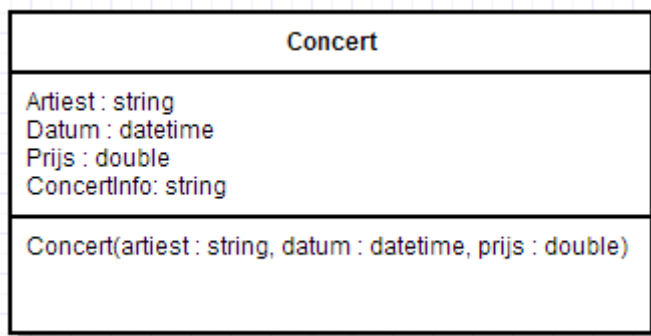 Concert
Artiest : string
Datum : datetime
Prijs : double
ConcertInfo: string
Concert(artiest : string, datum : datetime, prijs : double)